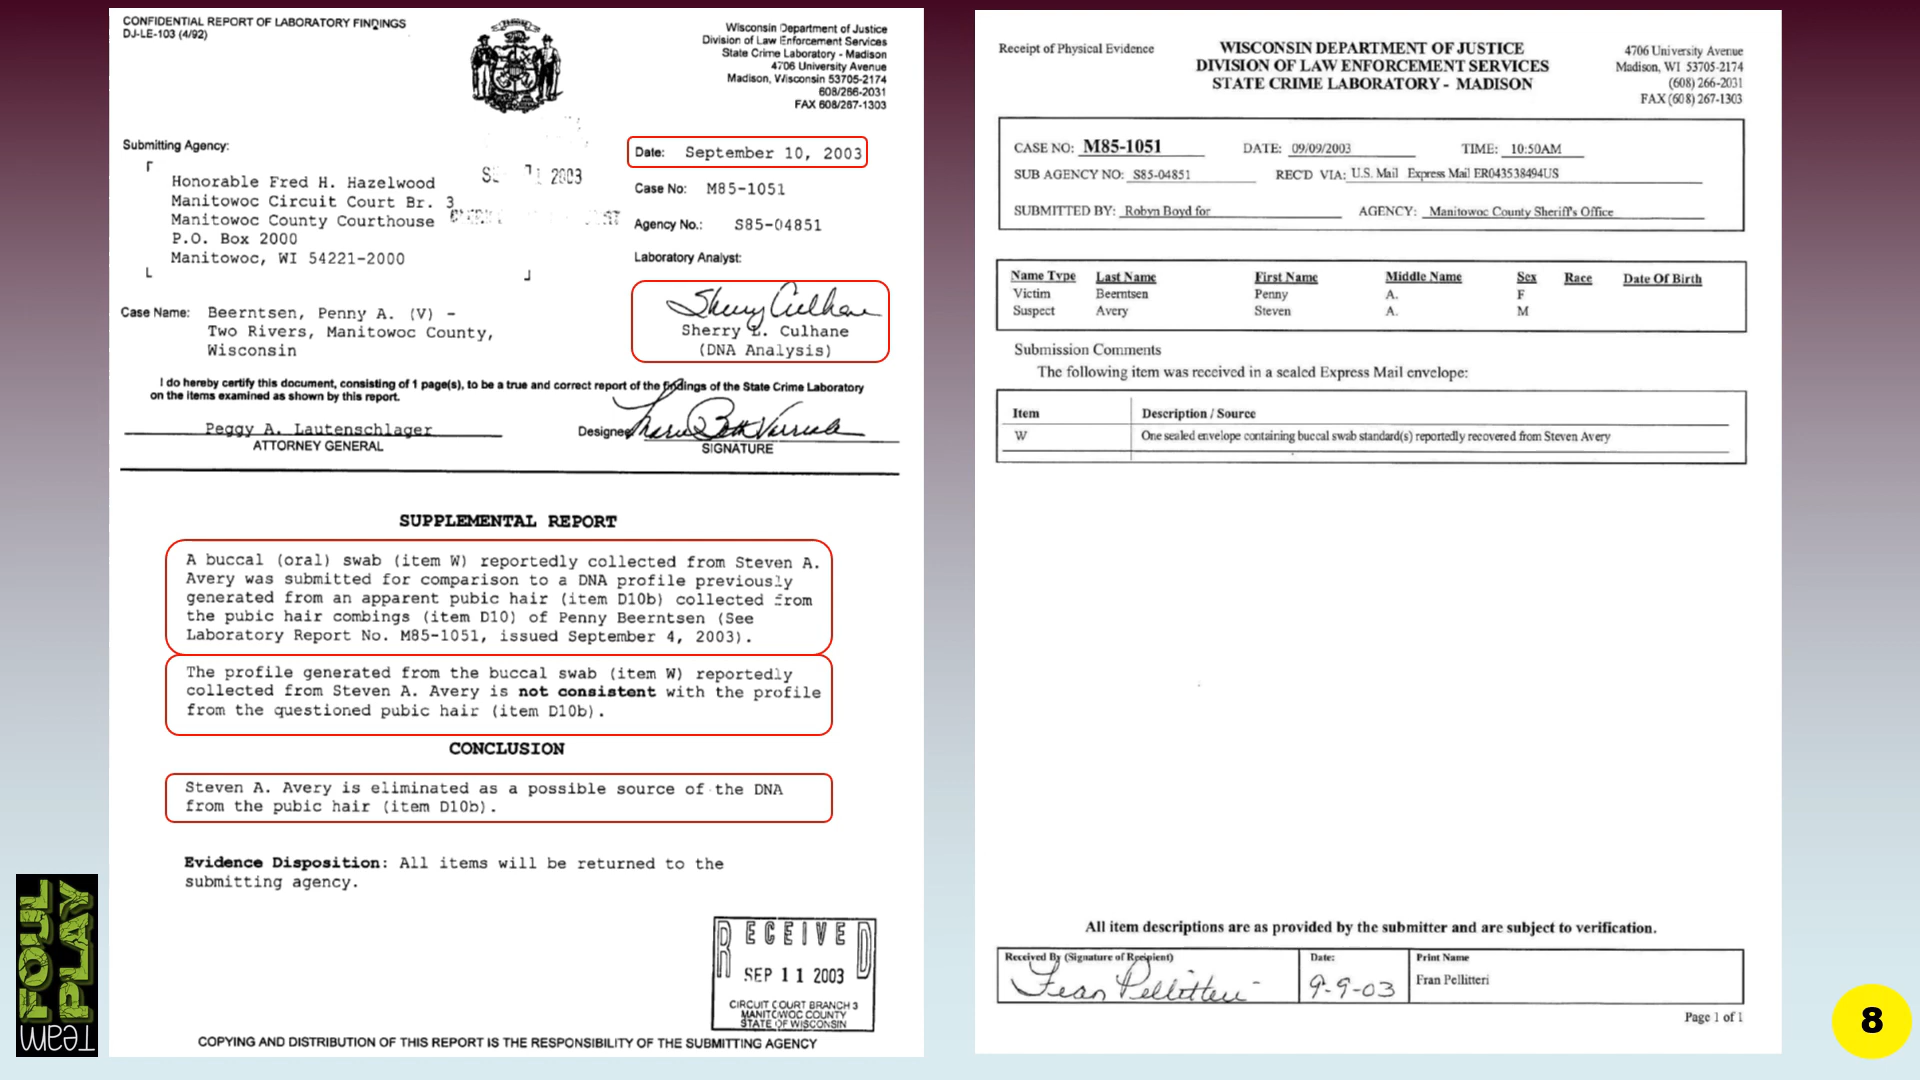 CONFIDENTIAL REPORT OF LABORATORY FINDINGS
DJ-LE-103 (4/92)
Wisconsin Department of Justice
Division of Law Enforcement Services
State Crime Laboratory - Madison
4706 University Avenue
Madison, Wisconsin 53705-2174
608/266-2031
FAX 608/267-1303
Submitting Agency:
Honorable Fred H. Hazelwood
Manitowoc Circuit Court Br. 3
Manitowoc County Courthouse
P.O. Box 2000
Manitowoc, WI 54221-2000
2003
Date: September 10, 2003
Case No: M85-1051
Agency No.: S85-04851
Laboratory Analyst:
Sherry Culhane
Sherry L. Culhane
(DNA Analysis)
Case Name: Beerntsen, Penny A. (V) -
Two Rivers, Manitowoc County,
Wisconsin
I do hereby certify this document, consisting of 1 page(s), to be a true and correct report of the findings of the State Crime Laboratory
on the items examined as shown by this report.
Peggy A. Lautenschlager
ATTORNEY GENERAL
Designee
SIGNATURE
SUPPLEMENTAL REPORT
A buccal (oral) swab (item W) reportedly collected from Steven A.
Avery was submitted for comparison to a DNA profile previously
generated from an apparent pubic hair (item D10b) collected from
the pubic hair combings (item D10) of Penny Beerntsen (See
Laboratory Report No. M85-1051, issued September 4, 2003).
The profile generated from the buccal swab (item W) reportedly
collected from Steven A. Avery is not consistent with the profile
from the questioned pubic hair (item D10b).
CONCLUSION
Steven A. Avery is eliminated as a possible source of the DNA
from the pubic hair (item D10b).
Evidence Disposition: All items will be returned to the
submitting agency.
RECEIVED
SEP 11 2003
CIRCUIT COURT BRANCH 3
MANITOWOC COUNTY
STATE OF WISCONSIN
COPYING AND DISTRIBUTION OF THIS REPORT IS THE RESPONSIBILITY OF THE SUBMITTING AGENCY
Receipt of Physical Evidence
WISCONSIN DEPARTMENT OF JUSTICE
DIVISION OF LAW ENFORCEMENT SERVICES
STATE CRIME LABORATORY - MADISON
4706 University Avenue
Madison, WI 53705-2174
(608) 266-2031
FAX (608) 267-1303
CASE NO: M85-1051 DATE: 09/09/2003 TIME: 10:50AM
SUB AGENCY NO: S85-04851 REC'D VIA: U.S. Mail Express Mail ER043538494US
SUBMITTED BY: Robyn Boyd for AGENCY: Manitowoc County Sheriff's Office
Name Type Last Name First Name Middle Name Sex Race Date Of Birth
Victim Beerntsen Penny A. F
Suspect Avery Steven A. M
Submission Comments
The following item was received in a sealed Express Mail envelope:
Item Description / Source
W One sealed envelope containing buccal swab standard(s) reportedly recovered from Steven Avery
All item descriptions are as provided by the submitter and are subject to verification.
Received By (Signature of Recipient) Date: Print Name
Fran Pellitteri 9-9-03 Fran Pellitteri
Page 1 of 1
Team
FOUL
PLAY
8